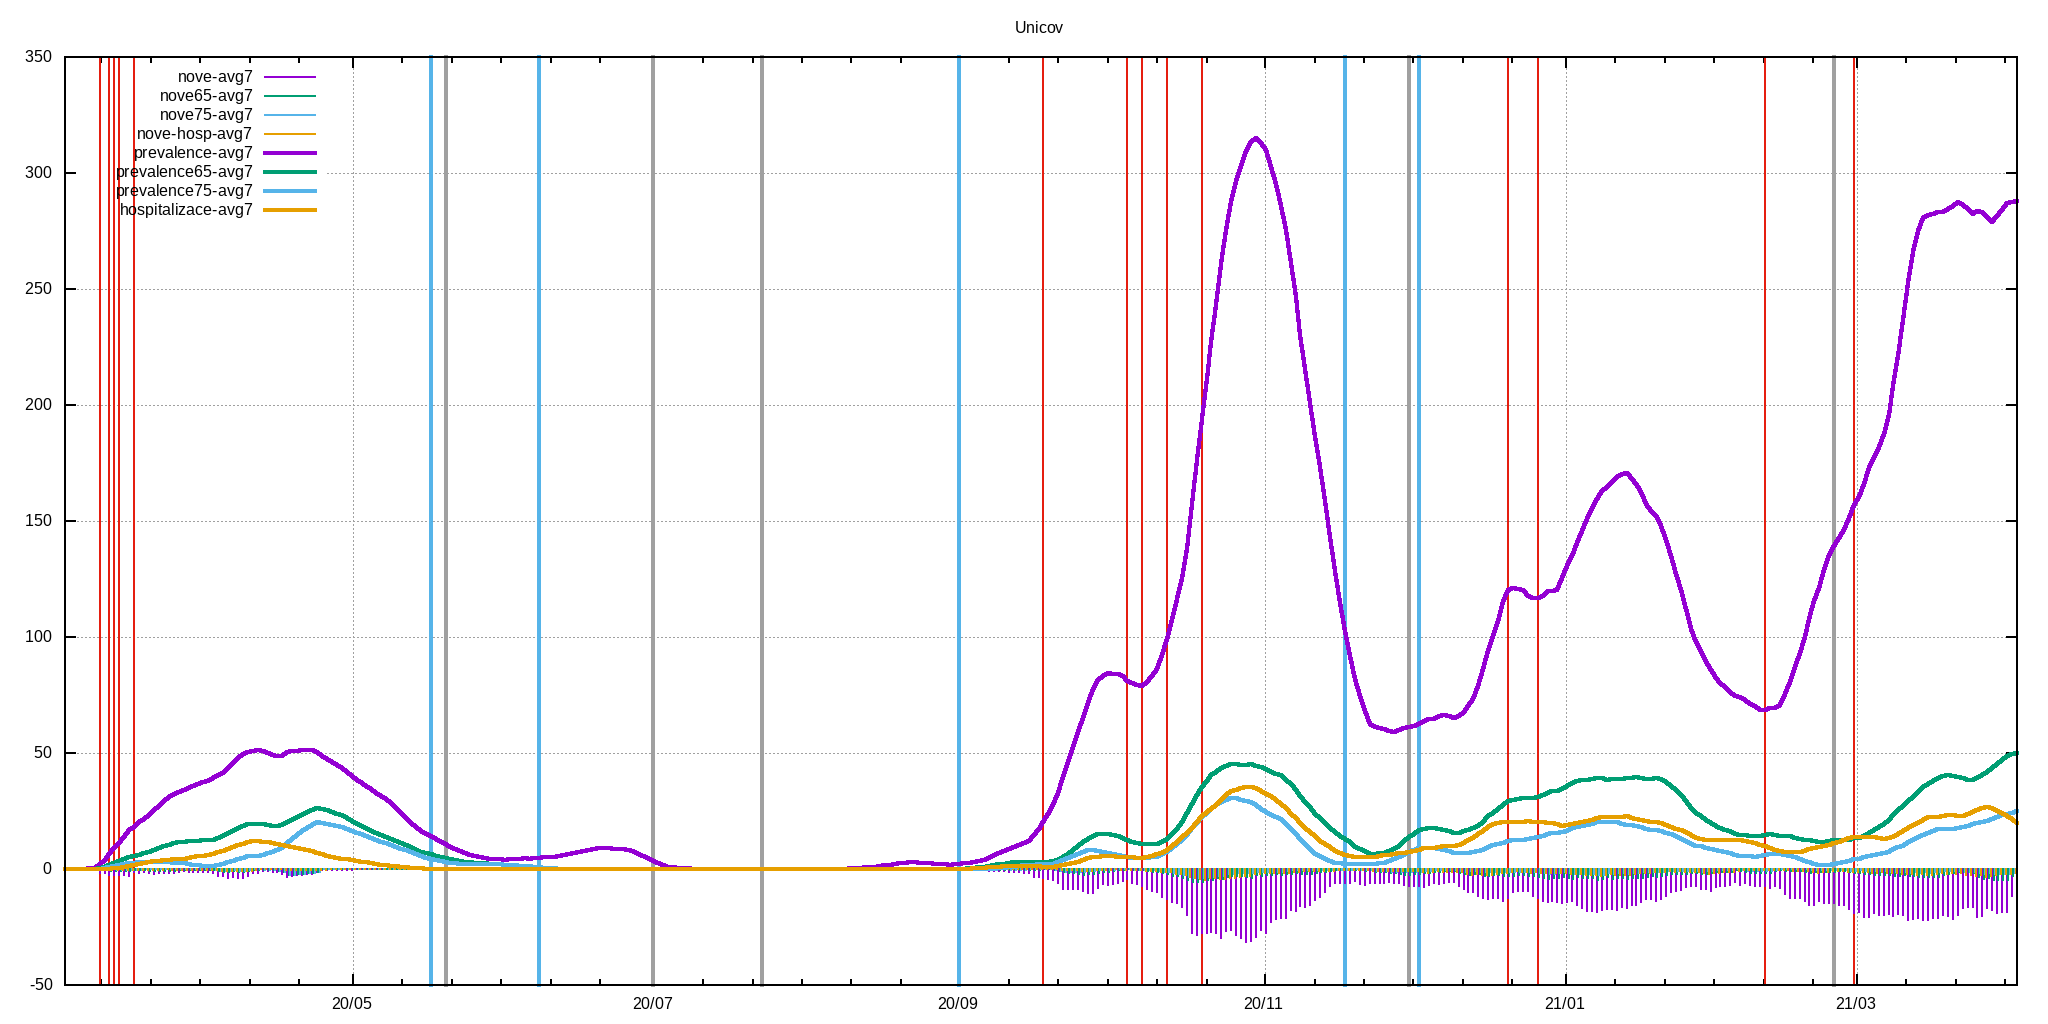 Unicov
350
300
250
200
150
100
50
0
-50
nove-avg7
nove65-avg7
nove75-avg7
nove-hosp-avg7
prevalence-avg7
prevalence65-avg7
prevalence75-avg7
hospitalizace-avg7
20/05 20/07 20/09 20/11 21/01 21/03